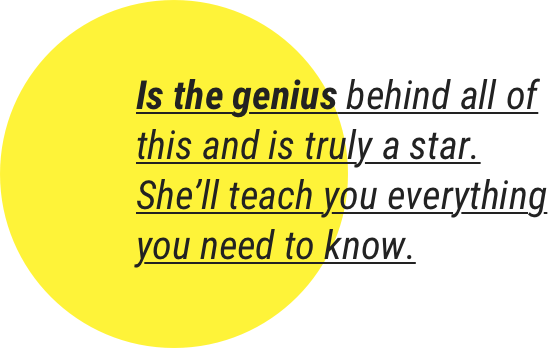 Is the genius behind all of
this and is truly a star.
She’ll teach you everything
you need to know.